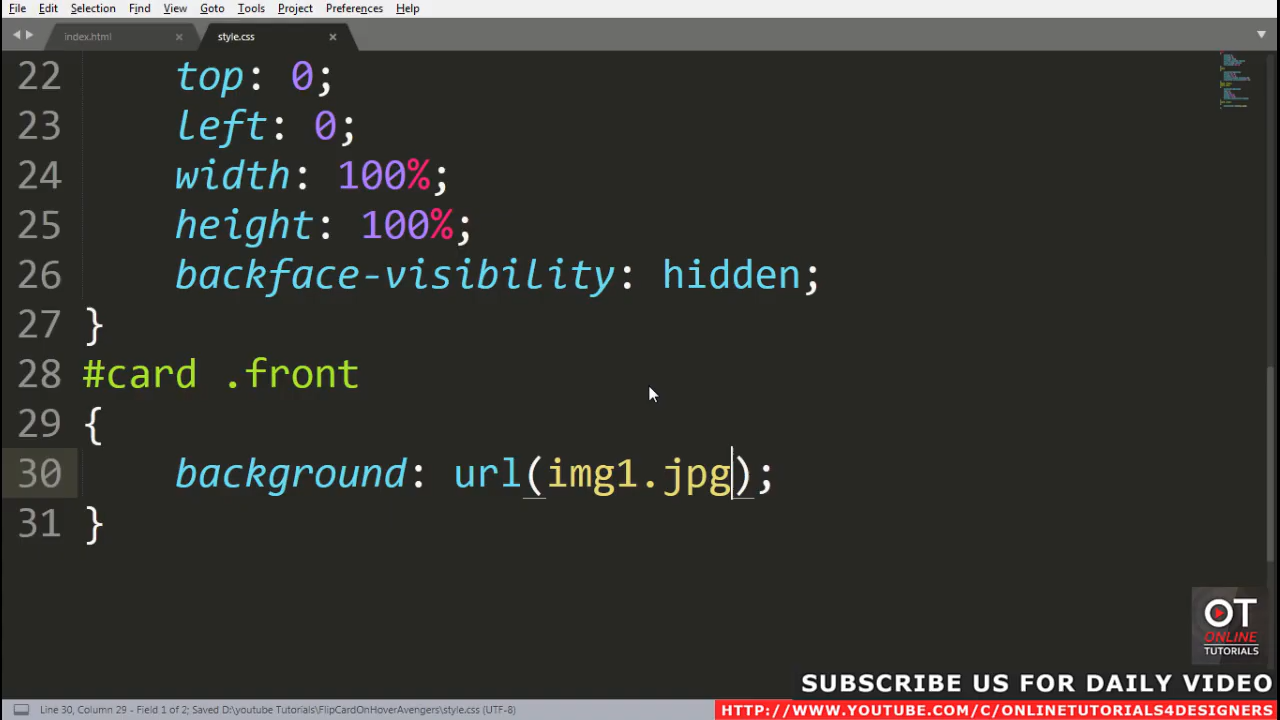 File Edit Selection Find View Goto Tools Project Preferences Help
index.html × style.css ×
22 top: 0;
23 left: 0;
24 width: 100%;
25 height: 100%;
26 backface-visibility: hidden;
27 }
28 #card .front
29 {
30 background: url(img1.jpg);
31 }
OT
ONLINE
TUTORIALS
SUBSCRIBE US FOR DAILY VIDEO
Line 30, Column 29 - Field 1 of 2; Saved D:\youtube Tutorials\FlipCardOnHoverAvengers\style.css (UTF-8)
HTTP://WWW.YOUTUBE.COM/C/ONLINETUTORIALS4DESIGNERS